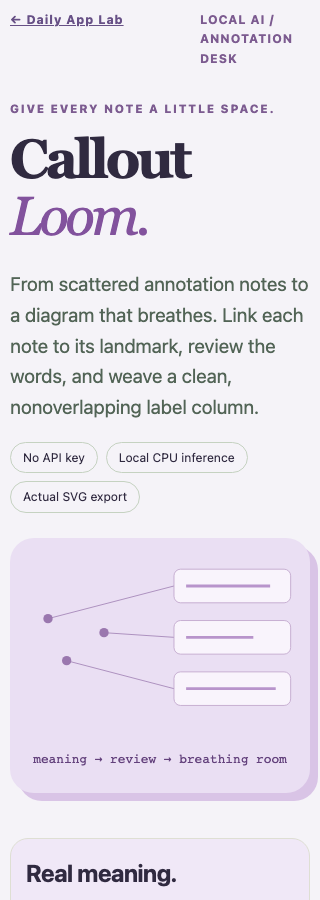 ← Daily App Lab
LOCAL AI /
ANNOTATION
DESK
GIVE EVERY NOTE A LITTLE SPACE.
Callout
Loom.
From scattered annotation notes to
a diagram that breathes. Link each
note to its landmark, review the
words, and weave a clean,
nonoverlapping label column.
No API key
Local CPU inference
Actual SVG export
meaning → review → breathing room
Real meaning.